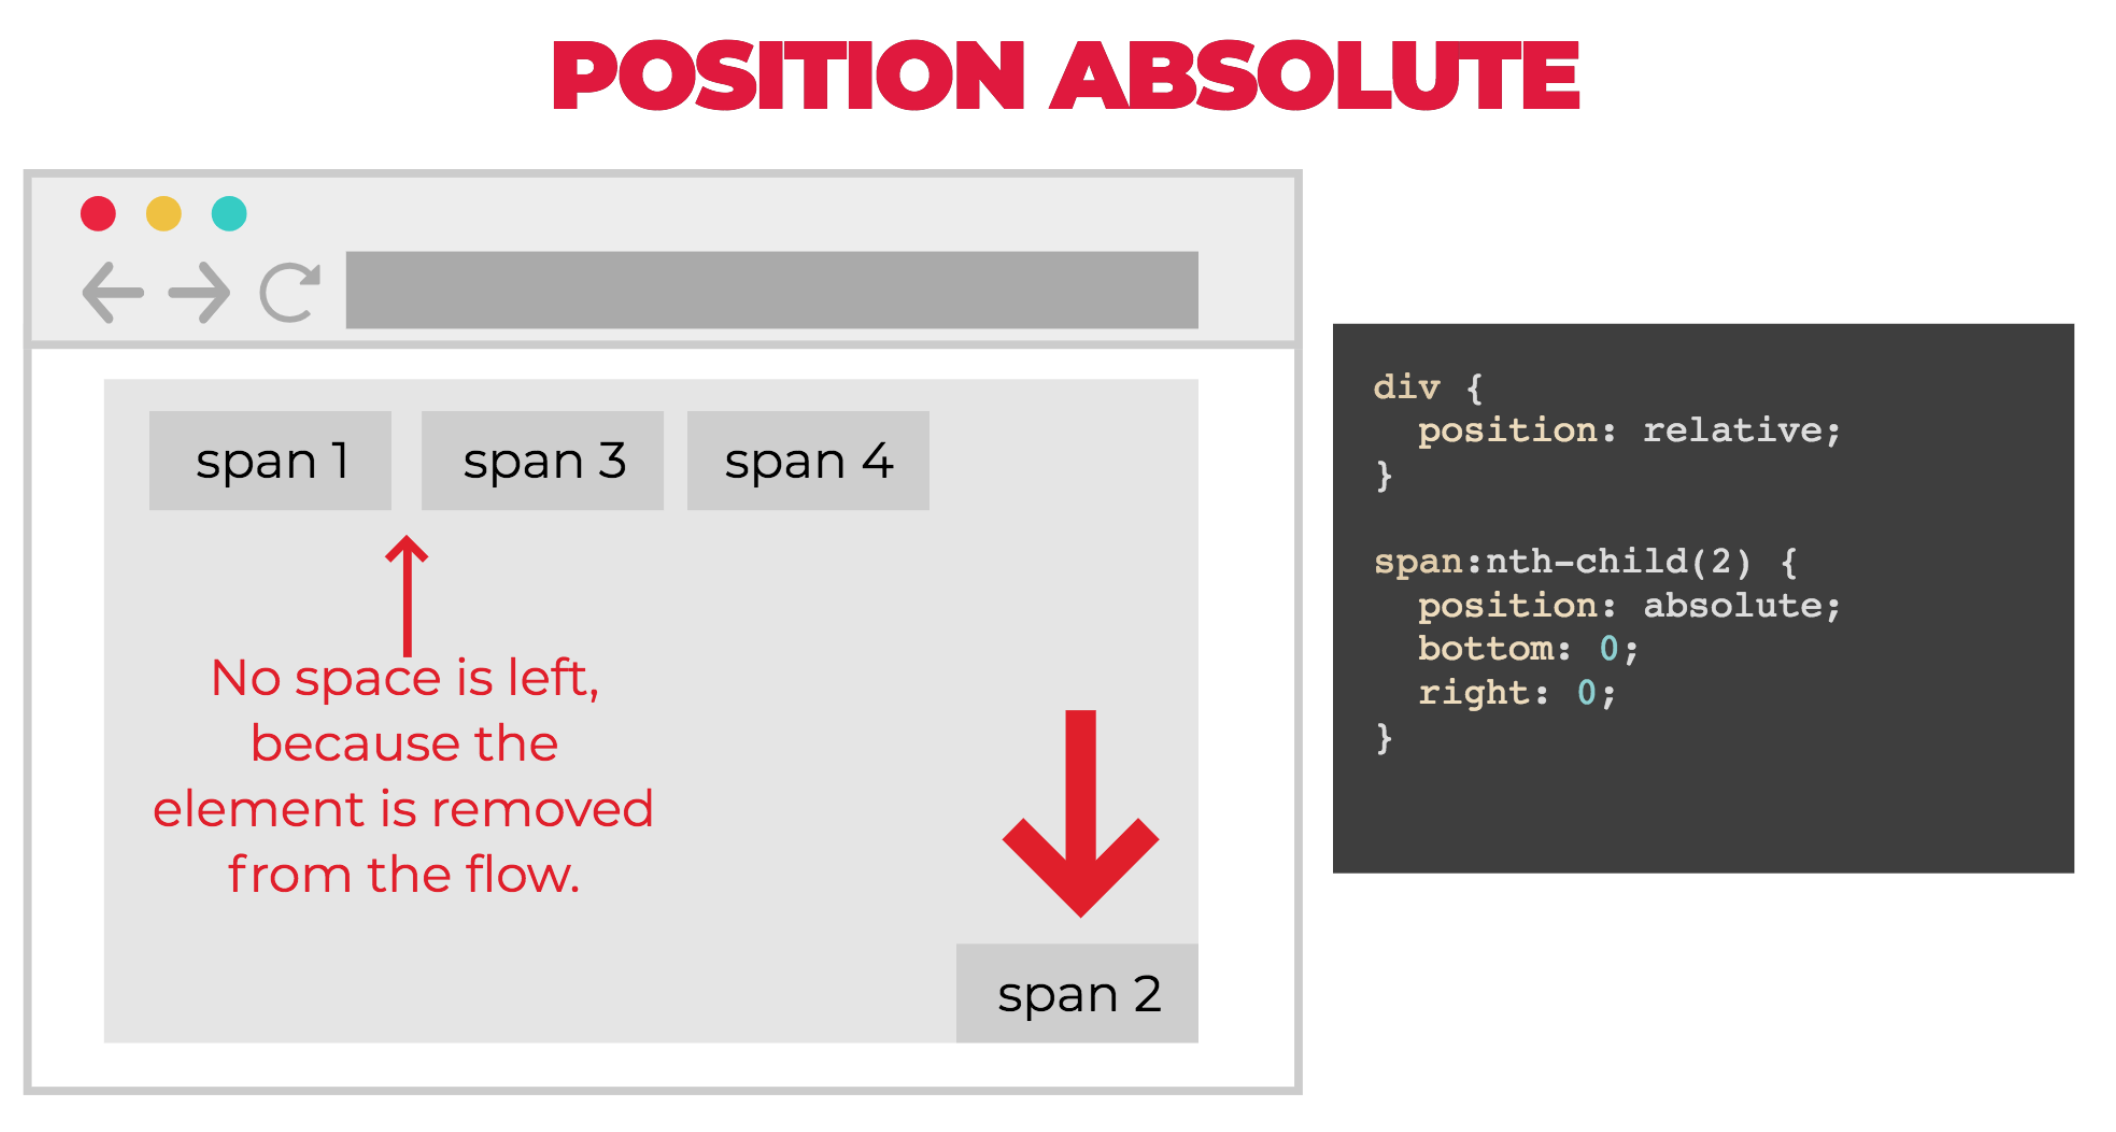 POSITION ABSOLUTE
span 1
span 3
span 4
No space is left,
because the
element is removed
from the flow.
span 2
div {
  position: relative;
}
span:nth-child(2) {
  position: absolute;
  bottom: 0;
  right: 0;
}